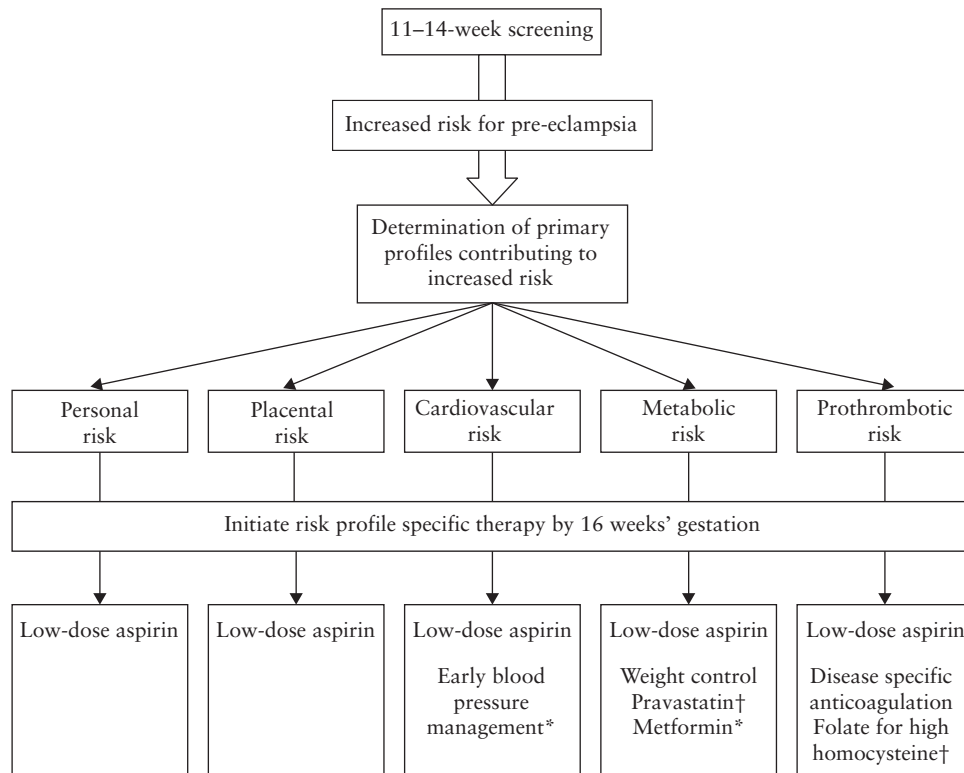 11–14-week screening
Increased risk for pre-eclampsia
Determination of primary
profiles contributing to
increased risk
Personal
risk
Placental
risk
Cardiovascular
risk
Metabolic
risk
Prothrombotic
risk
Initiate risk profile specific therapy by 16 weeks’ gestation
Low-dose aspirin
Low-dose aspirin
Low-dose aspirin
Early blood
pressure
management*
Low-dose aspirin
Weight control
Pravastatin†
Metformin*
Low-dose aspirin
Disease specific
anticoagulation
Folate for high
homocysteine†